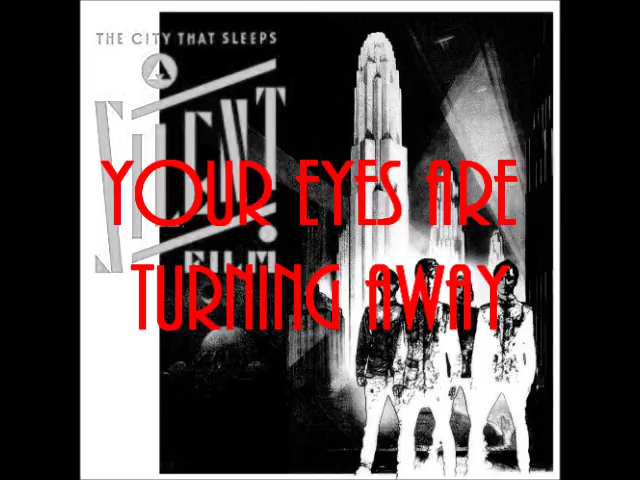 THE CITY THAT SLEEPS
SILENT
FILM
YOUR EYES ARE
TURNING AWAY